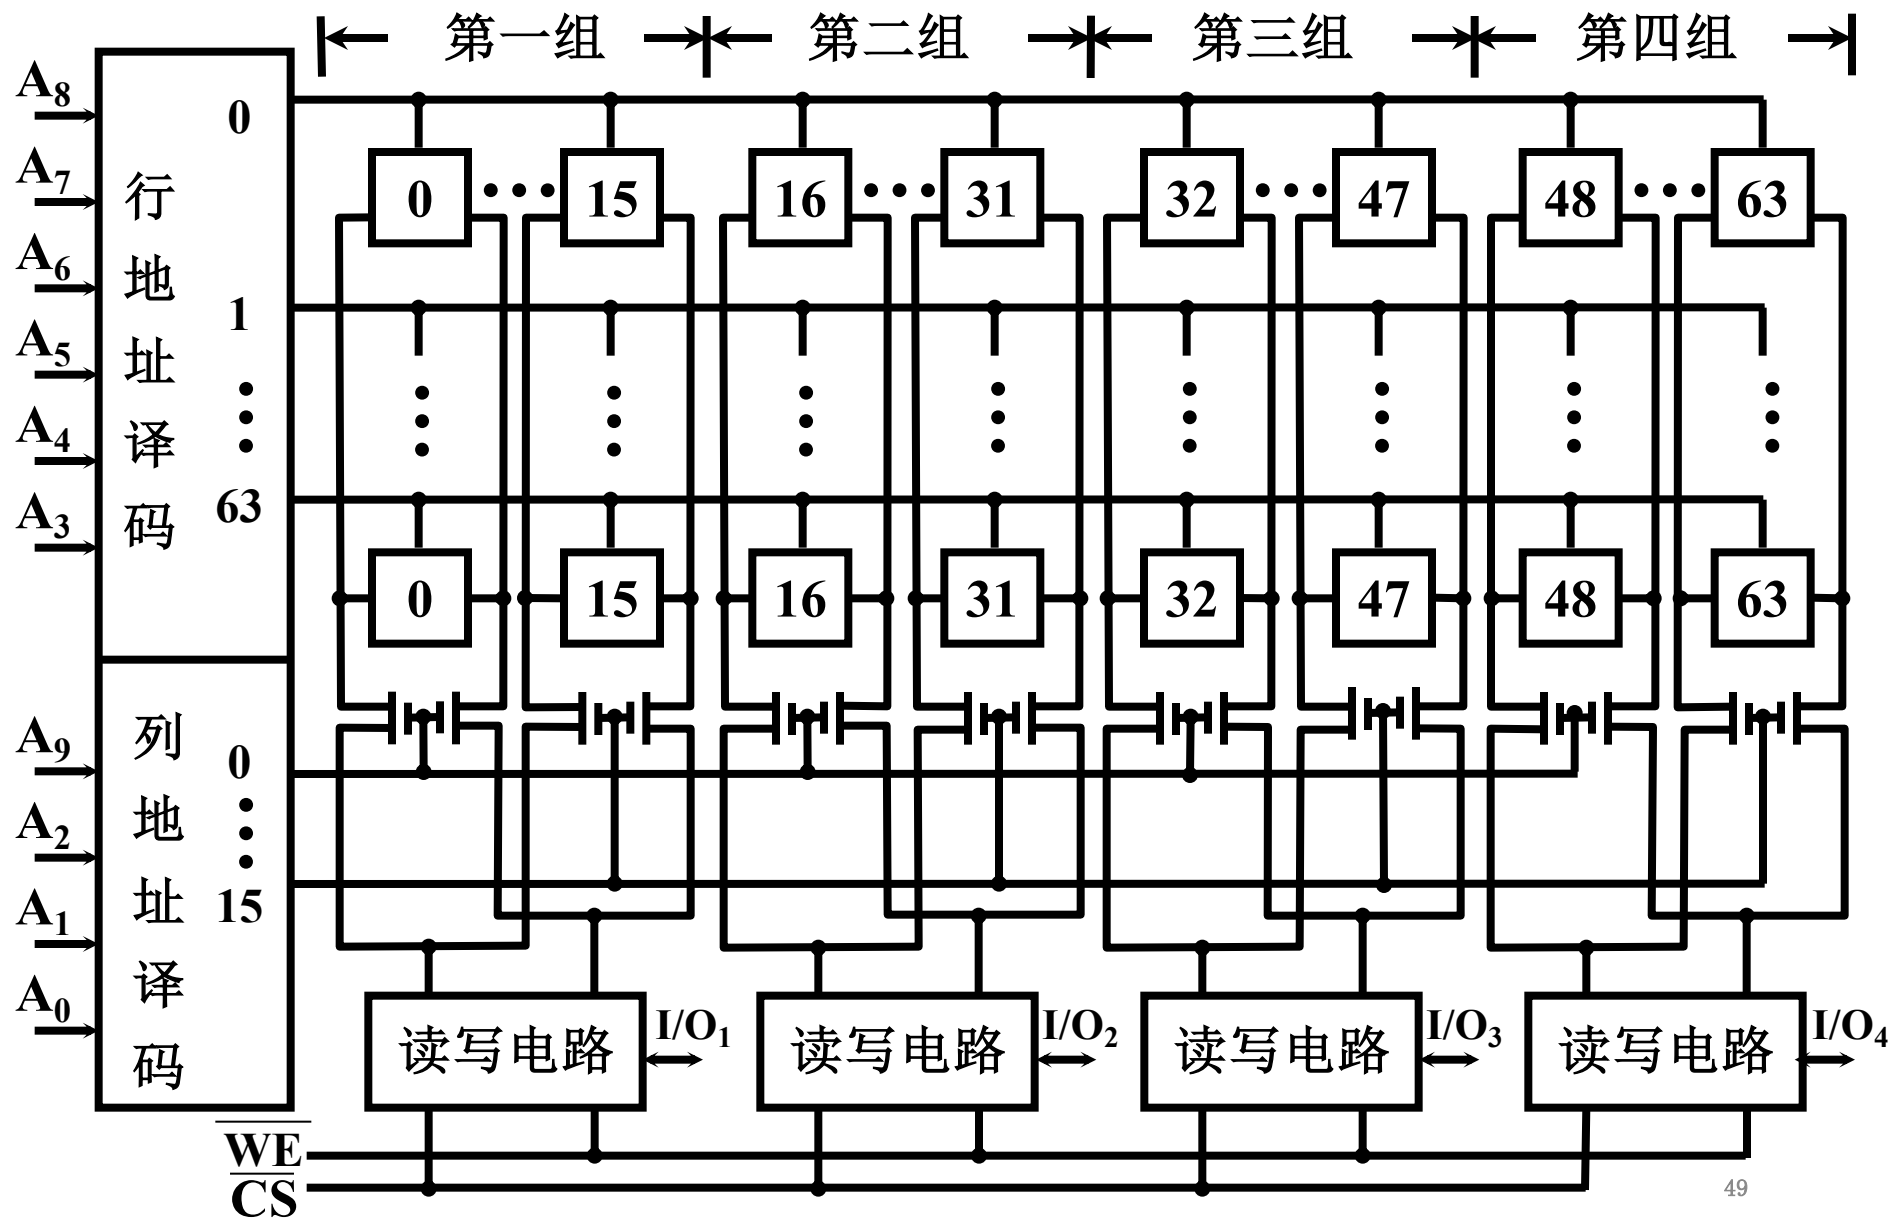 第一组 第二组 第三组 第四组
A8
A7
A6
A5
A4
A3
行地址译码
0
1
63
0 15 16 31 32 47 48 63
0 15 16 31 32 47 48 63
A9
A2
A1
A0
列地址译码
0
15
读写电路 I/O1 读写电路 I/O2 读写电路 I/O3 读写电路 I/O4
WE
CS
49